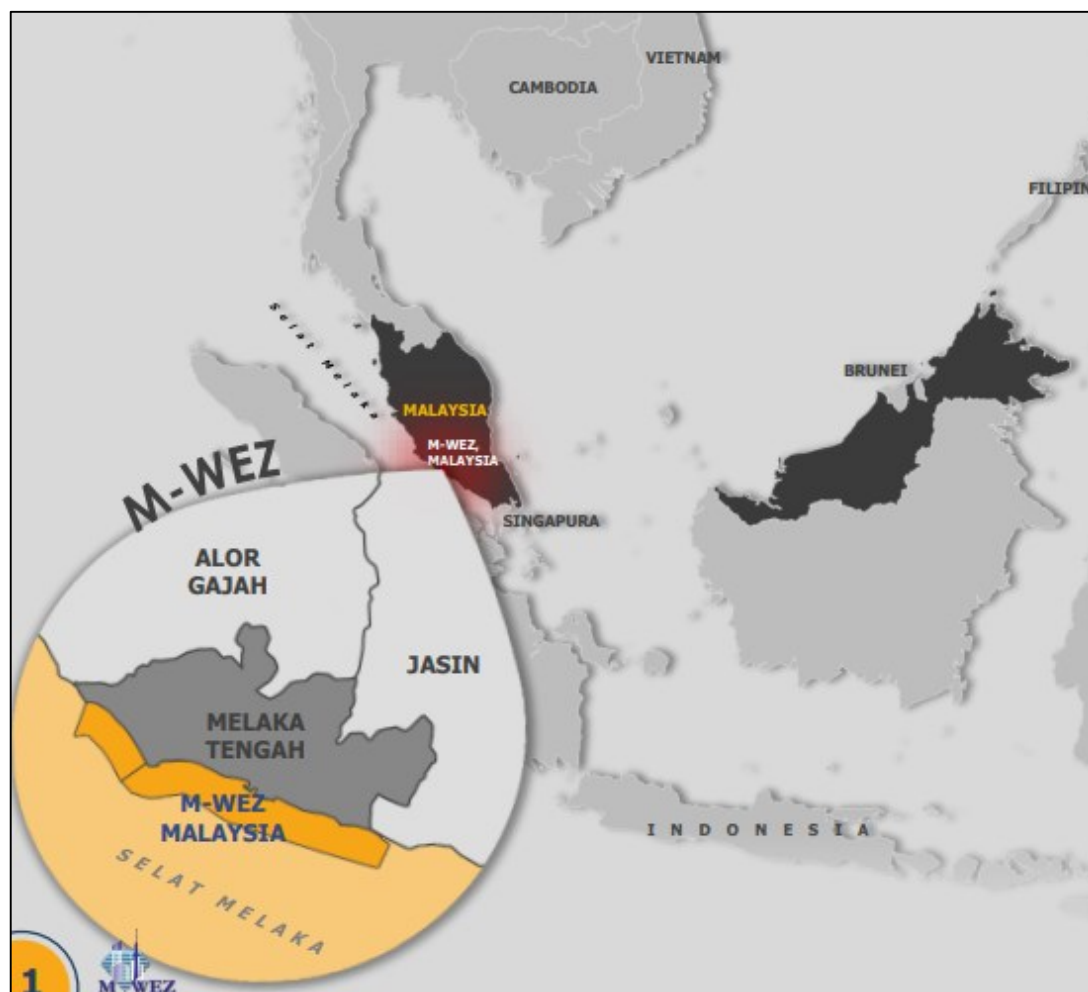 VIETNAM
CAMBODIA
FILIPIN
Selat Melaka
BRUNEI
MALAYSIA
M-WEZ,
MALAYSIA
M-WEZ
SINGAPURA
ALOR
GAJAH
JASIN
MELAKA
TENGAH
M-WEZ
MALAYSIA
INDONESIA
SELAT MELAKA
1
M-WEZ